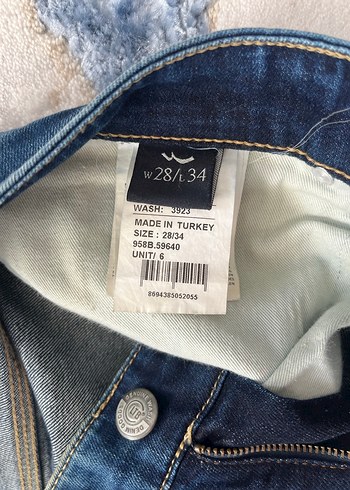 w28/L34
WASH: 3923
MADE IN TURKEY
SIZE : 28/34
958B.59640
UNIT/ 6
8694385052055